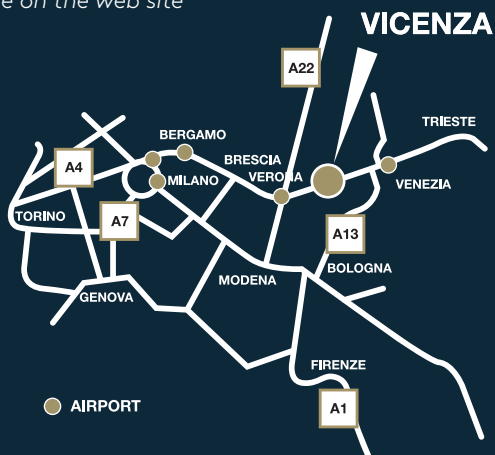 e on the web site
VICENZA
A22
TRIESTE
BERGAMO
BRESCIA
A4
VERONA
MILANO
VENEZIA
TORINO
A7
A13
BOLOGNA
MODENA
GENOVA
FIRENZE
AIRPORT
A1